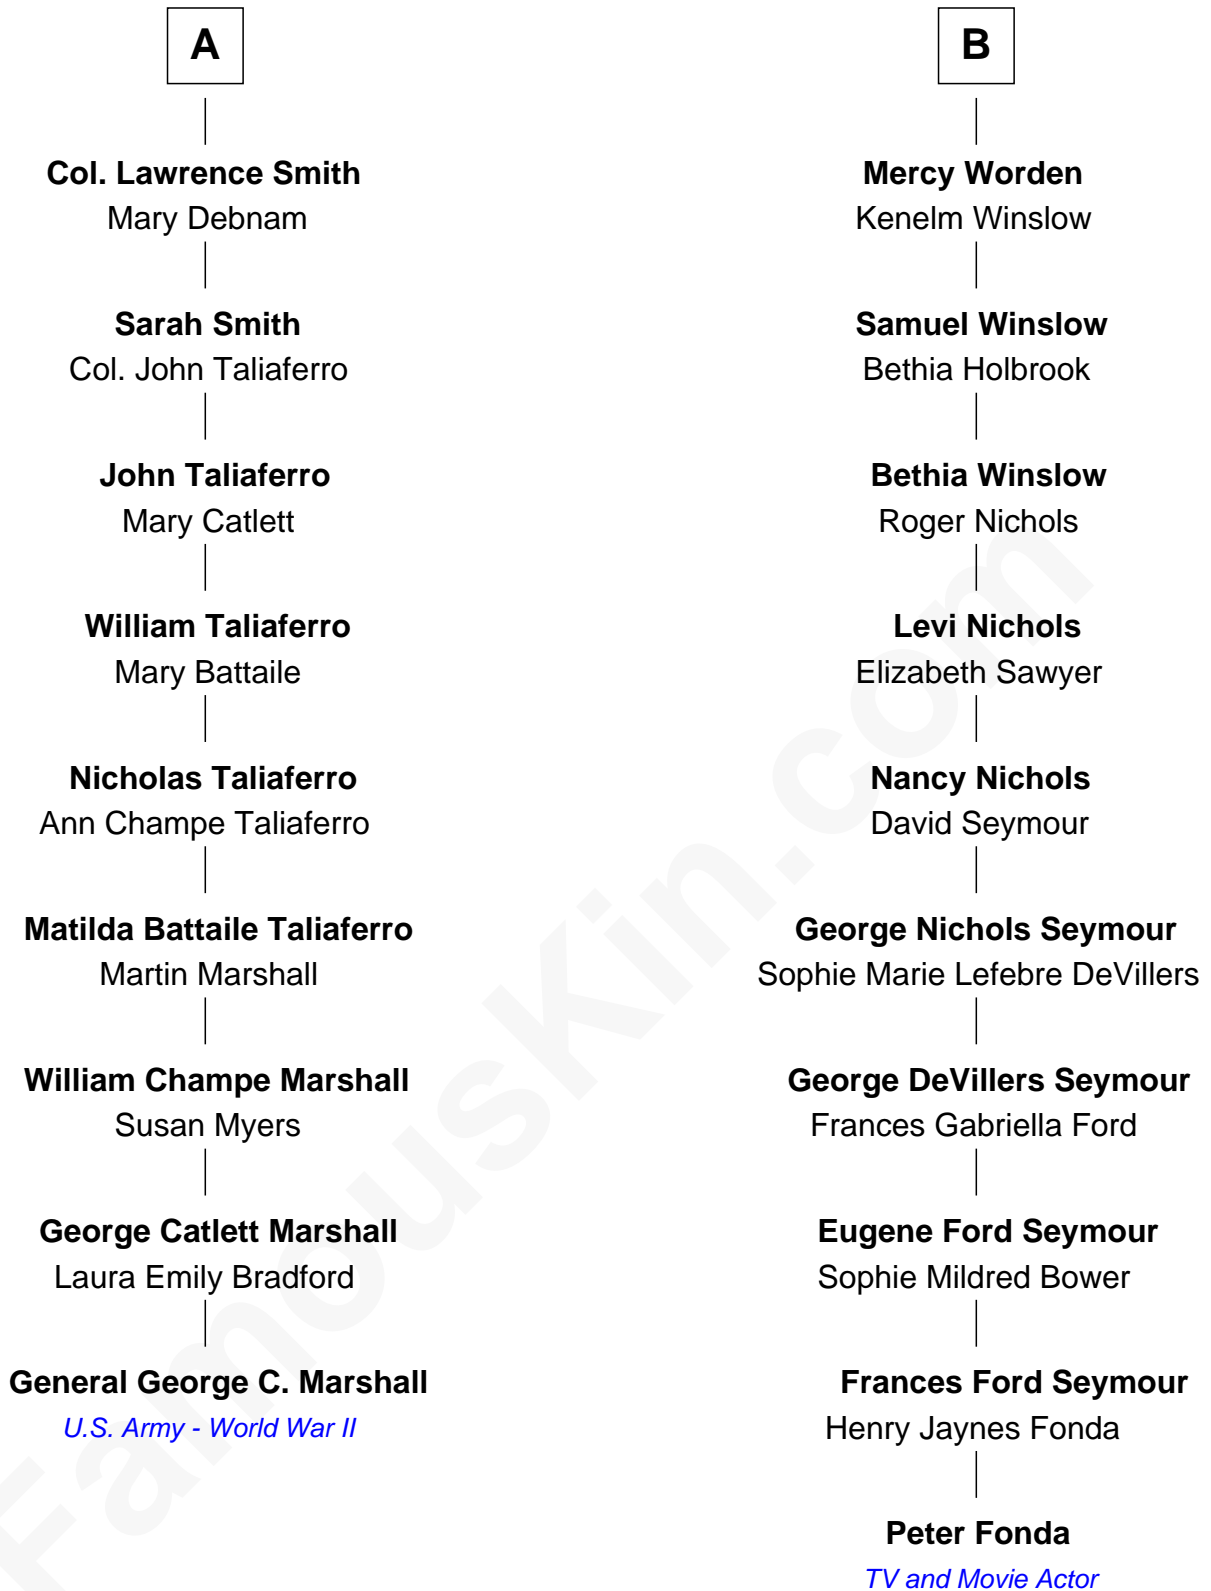 A
Col. Lawrence Smith
Mary Debnam
Sarah Smith
Col. John Taliaferro
John Taliaferro
Mary Catlett
William Taliaferro
Mary Battaile
Nicholas Taliaferro
Ann Champe Taliaferro
Matilda Battaile Taliaferro
Martin Marshall
William Champe Marshall
Susan Myers
George Catlett Marshall
Laura Emily Bradford
General George C. Marshall
U.S. Army - World War II
B
Mercy Worden
Kenelm Winslow
Samuel Winslow
Bethia Holbrook
Bethia Winslow
Roger Nichols
Levi Nichols
Elizabeth Sawyer
Nancy Nichols
David Seymour
George Nichols Seymour
Sophie Marie Lefebre DeVillers
George DeVillers Seymour
Frances Gabriella Ford
Eugene Ford Seymour
Sophie Mildred Bower
Frances Ford Seymour
Henry Jaynes Fonda
Peter Fonda
TV and Movie Actor
FamousKin.com